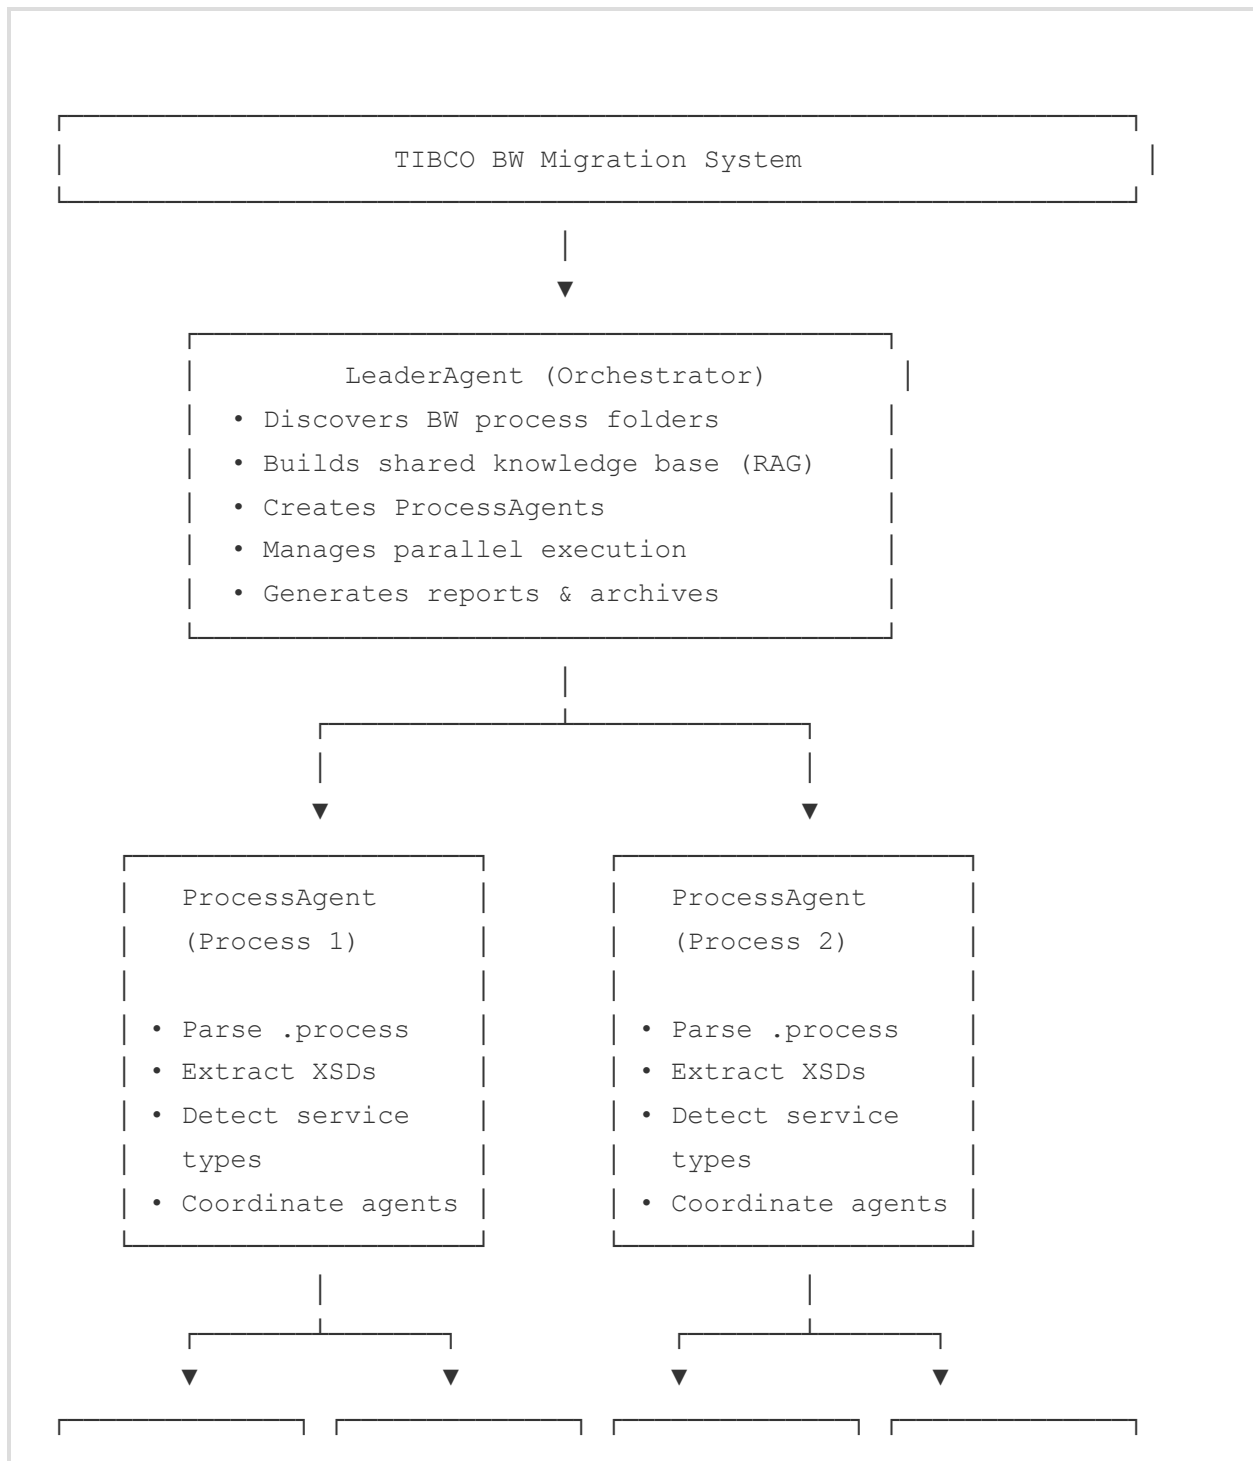 TIBCO BW Migration System
LeaderAgent (Orchestrator)
• Discovers BW process folders
• Builds shared knowledge base (RAG)
• Creates ProcessAgents
• Manages parallel execution
• Generates reports & archives
ProcessAgent
(Process 1)
• Parse .process
• Extract XSDs
• Detect service
types
• Coordinate agents
ProcessAgent
(Process 2)
• Parse .process
• Extract XSDs
• Detect service
types
• Coordinate agents